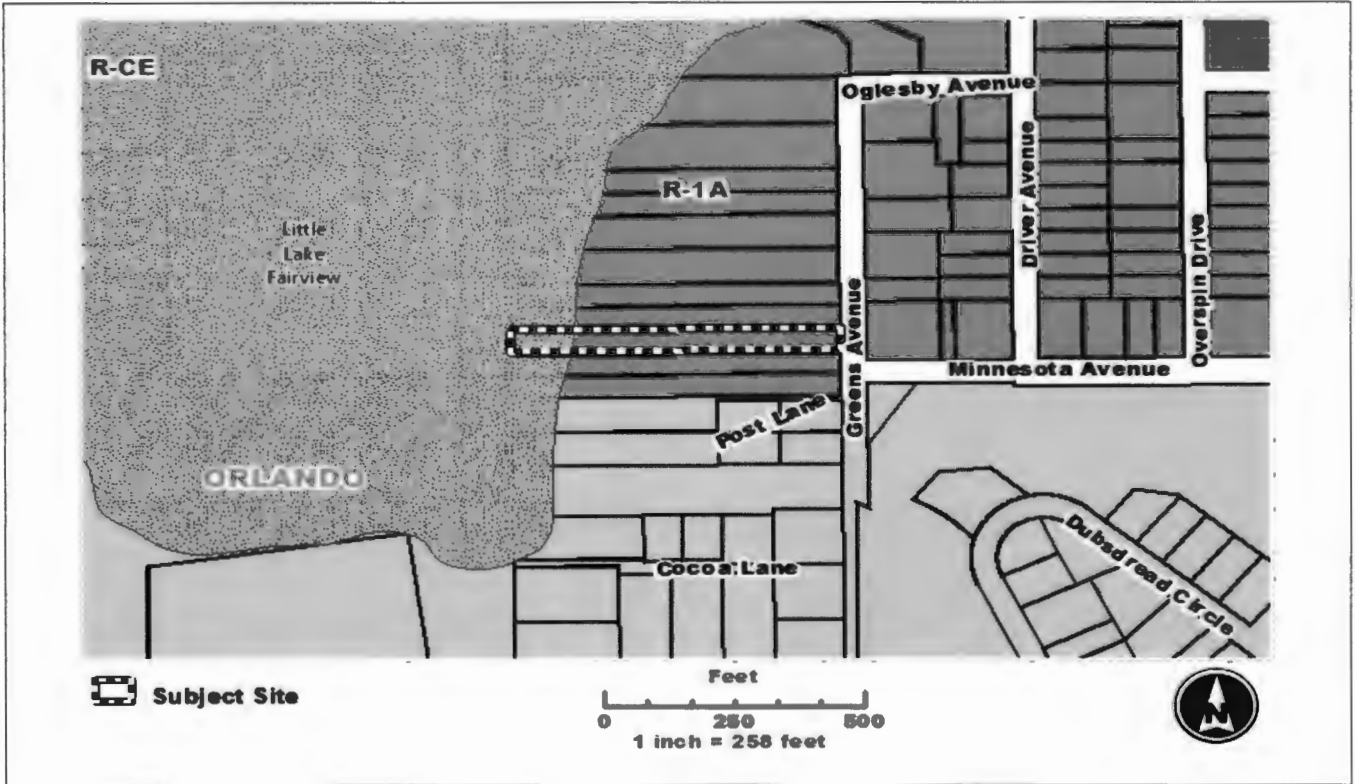 R-CE
Oglesby Avenue
R-1A
Driver Avenue
Little
Lake
Fairview
Overspin Drive
Greens Avenue
Minnesota Avenue
Post Lane
ORLANDO
Dubsdread Circle
Cocoa Lane
Subject Site
Feet
0 250 500
1 inch = 258 feet
N